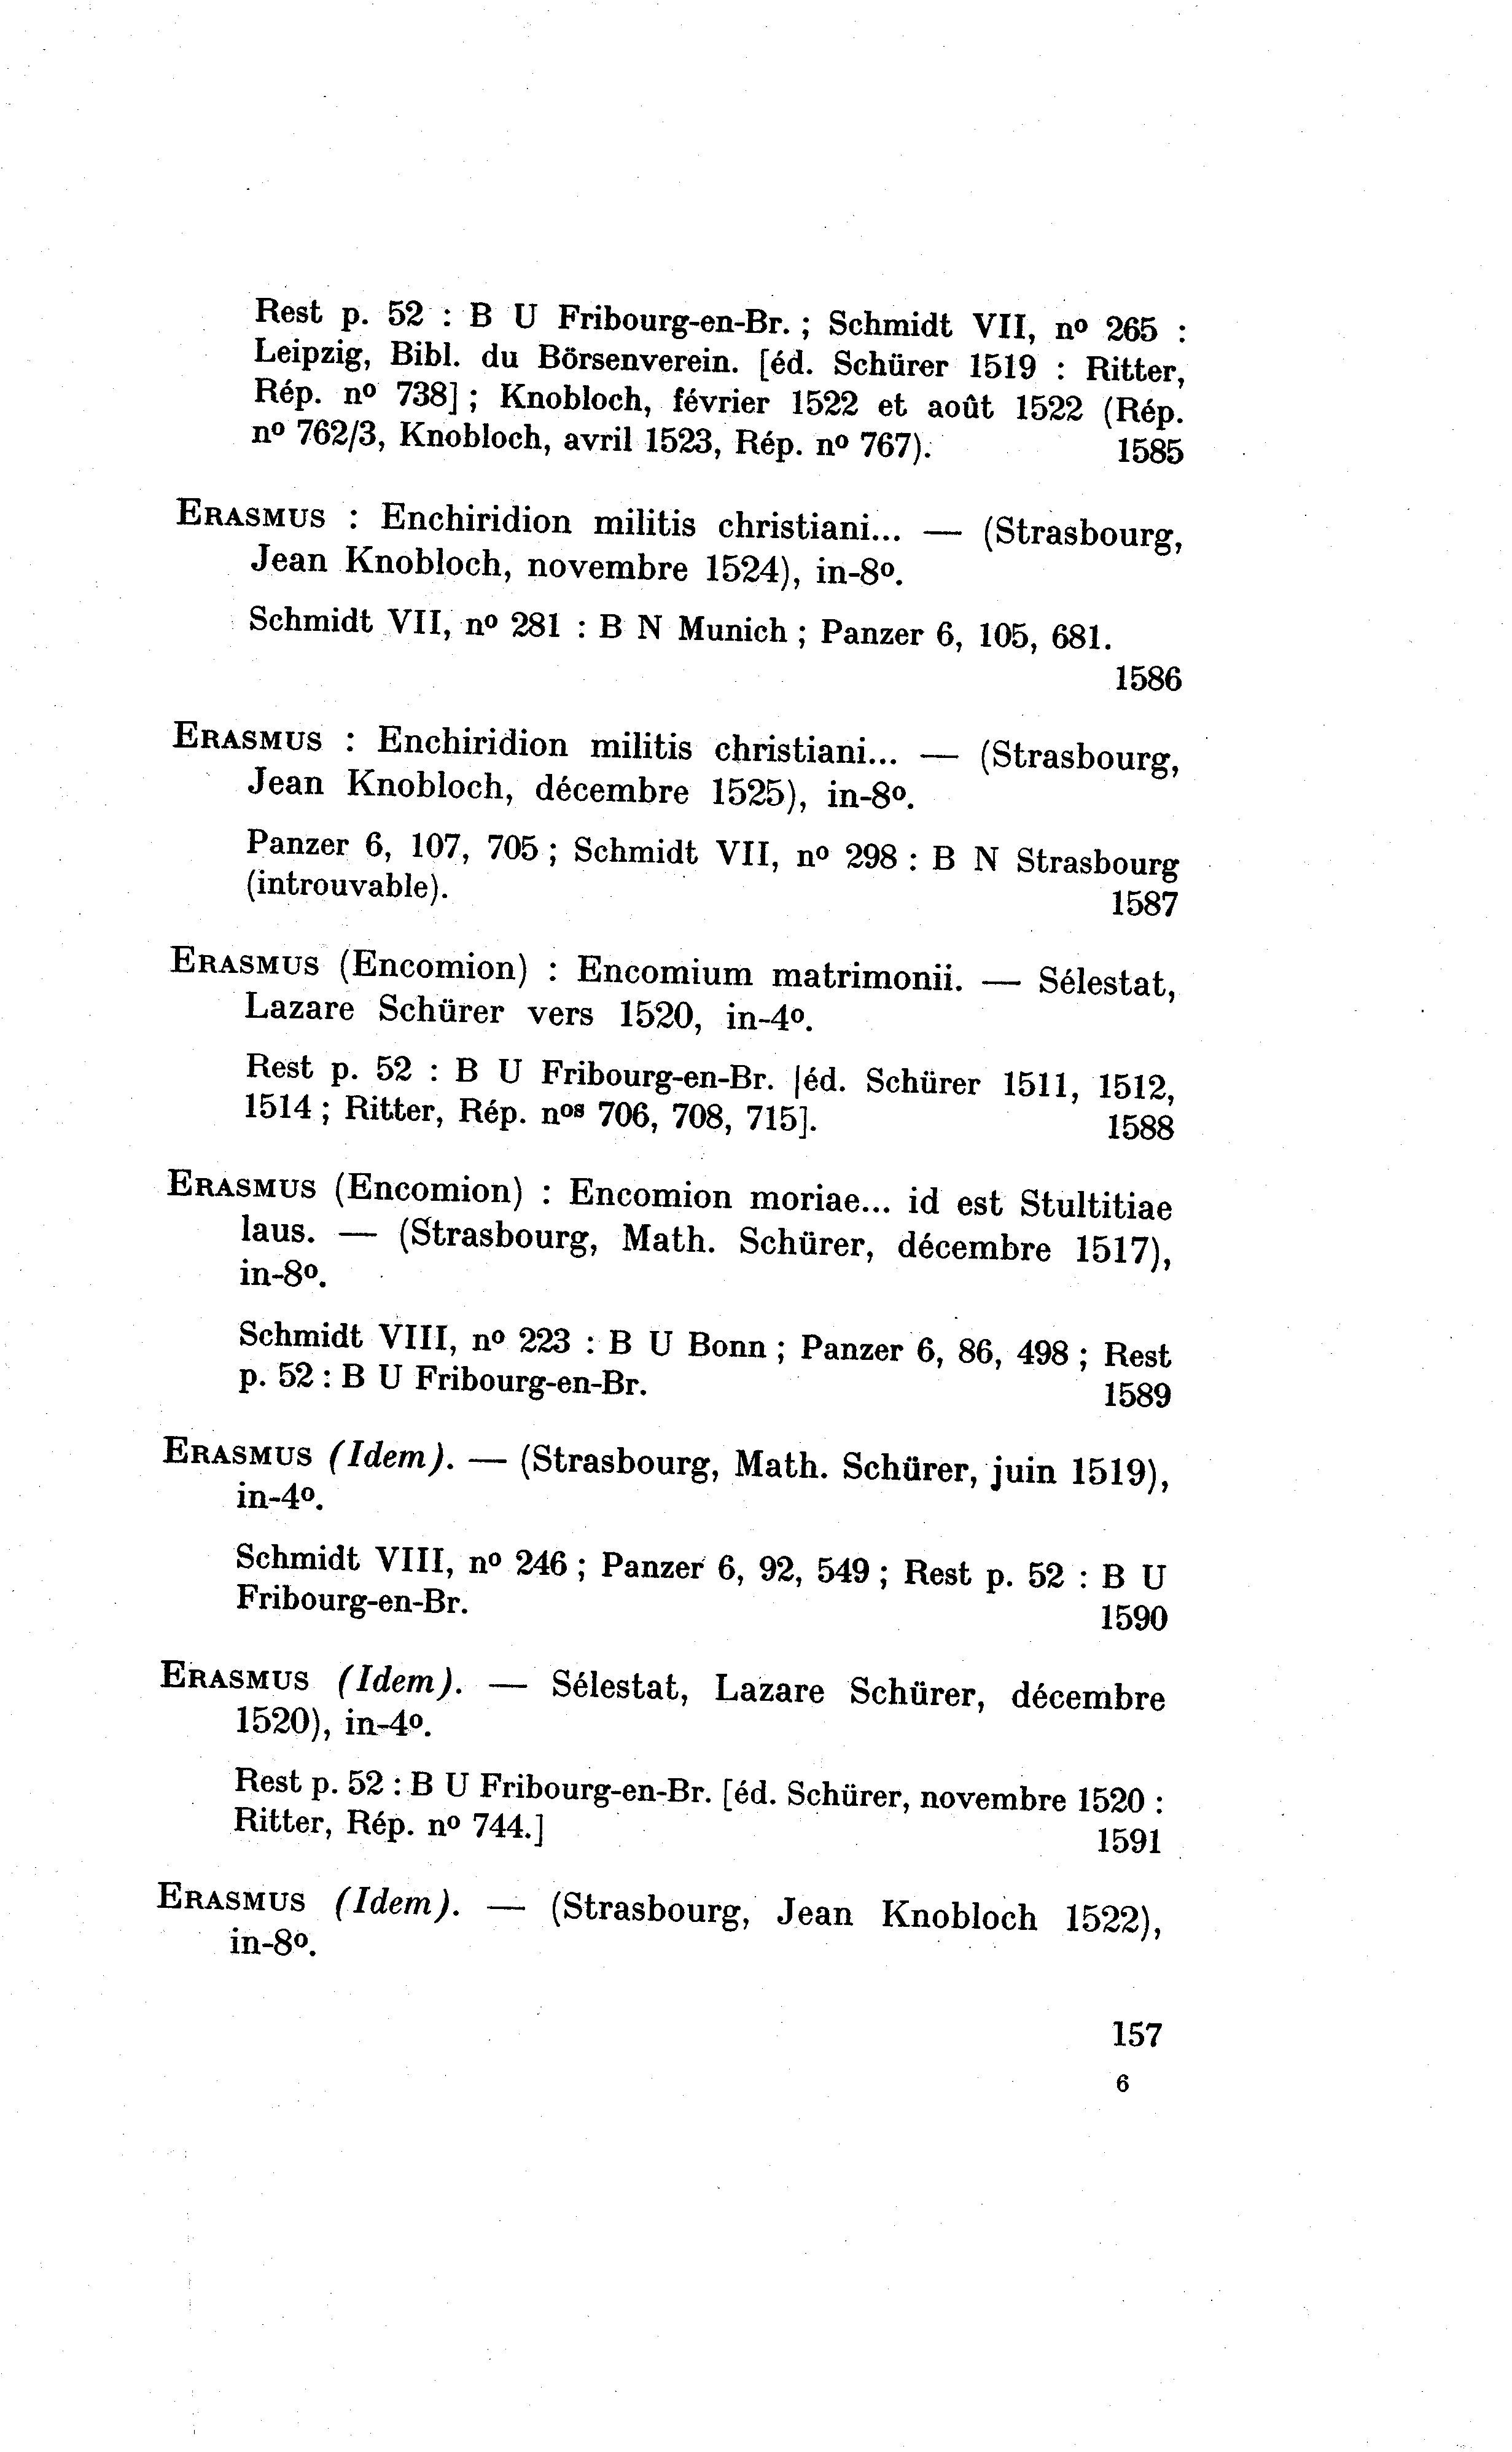 Rest p. 52 : B U Fribourg-en-Br. ; Schmidt VII, nº 265 :
Leipzig, Bibl. du Börsenverein. [éd. Schürer 1519 : Ritter,
Rép. nº 738] ; Knobloch, février 1522 et août 1522 (Rép.
nº 762/3, Knobloch, avril 1523, Rép. nº 767). 1585
ERASMUS : Enchiridion militis christiani... — (Strasbourg,
Jean Knobloch, novembre 1524), in-8º.
Schmidt VII, nº 281 : B N Munich ; Panzer 6, 105, 681.
1586
ERASMUS : Enchiridion militis christiani... — (Strasbourg,
Jean Knobloch, décembre 1525), in-8º.
Panzer 6, 107, 705 ; Schmidt VII, nº 298 : B N Strasbourg
(introuvable). 1587
ERASMUS (Encomion) : Encomium matrimonii. — Sélestat,
Lazare Schürer vers 1520, in-4º.
Rest p. 52 : B U Fribourg-en-Br. [éd. Schürer 1511, 1512,
1514 ; Ritter, Rép. nos 706, 708, 715]. 1588
ERASMUS (Encomion) : Encomion moriae... id est Stultitiae
laus. — (Strasbourg, Math. Schürer, décembre 1517),
in-8º.
Schmidt VIII, nº 223 : B U Bonn ; Panzer 6, 86, 498 ; Rest
p. 52 : B U Fribourg-en-Br. 1589
ERASMUS (Idem). — (Strasbourg, Math. Schürer, juin 1519),
in-4º.
Schmidt VIII, nº 246 ; Panzer 6, 92, 549 ; Rest p. 52 : B U
Fribourg-en-Br. 1590
ERASMUS (Idem). — Sélestat, Lazare Schürer, décembre
1520), in-4º.
Rest p. 52 : B U Fribourg-en-Br. [éd. Schürer, novembre 1520 :
Ritter, Rép. nº 744.] 1591
ERASMUS (Idem). — (Strasbourg, Jean Knobloch 1522),
in-8º.
157
6